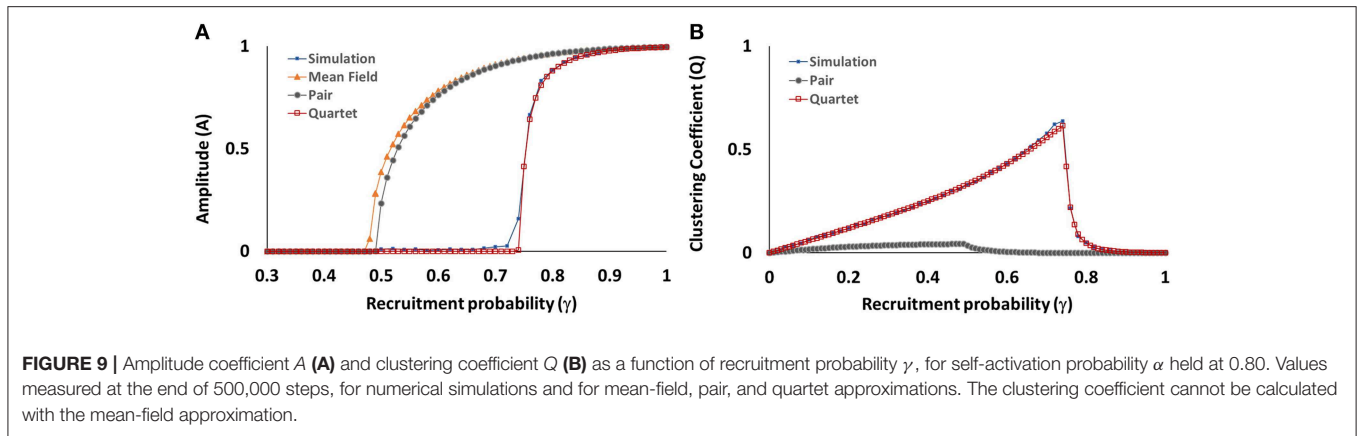 A
1
0.5
0
Amplitude (A)
Simulation
Mean Field
Pair
Quartet
0.3 0.4 0.5 0.6 0.7 0.8 0.9 1
Recruitment probability (γ)
B
1
0.5
0
Clustering Coefficient (Q)
Simulation
Pair
Quartet
0 0.2 0.4 0.6 0.8 1
Recruitment probability (γ)
FIGURE 9 | Amplitude coefficient A (A) and clustering coefficient Q (B) as a function of recruitment probability γ, for self-activation probability α held at 0.80. Values
measured at the end of 500,000 steps, for numerical simulations and for mean-field, pair, and quartet approximations. The clustering coefficient cannot be calculated
with the mean-field approximation.